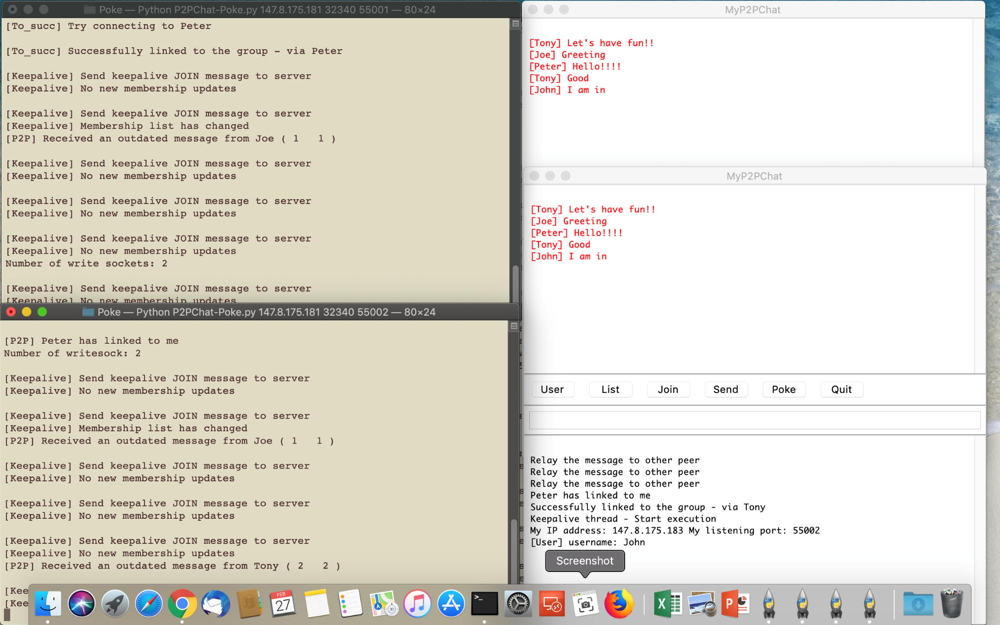 Poke — Python P2PChat-Poke.py 147.8.175.181 32340 55001 — 80×24
[To_succ] Try connecting to Peter
[To_succ] Successfully linked to the group - via Peter
[Keepalive] Send keepalive JOIN message to server
[Keepalive] No new membership updates
[Keepalive] Send keepalive JOIN message to server
[Keepalive] Membership list has changed
[P2P] Received an outdated message from Joe ( 1   1 )
[Keepalive] Send keepalive JOIN message to server
[Keepalive] No new membership updates
[Keepalive] Send keepalive JOIN message to server
[Keepalive] No new membership updates
[Keepalive] Send keepalive JOIN message to server
[Keepalive] No new membership updates
Number of write sockets: 2
[Keepalive] Send keepalive JOIN message to server
[Keepalive] No new membership updates
Poke — Python P2PChat-Poke.py 147.8.175.181 32340 55002 — 80×24
[P2P] Peter has linked to me
Number of writesock: 2
[Keepalive] Send keepalive JOIN message to server
[Keepalive] No new membership updates
[Keepalive] Send keepalive JOIN message to server
[Keepalive] Membership list has changed
[P2P] Received an outdated message from Joe ( 1   1 )
[Keepalive] Send keepalive JOIN message to server
[Keepalive] No new membership updates
[Keepalive] Send keepalive JOIN message to server
[Keepalive] No new membership updates
[Keepalive] Send keepalive JOIN message to server
[Keepalive] No new membership updates
[P2P] Received an outdated message from Tony ( 2   2 )
[Kee
[Kee
MyP2PChat
[Tony] Let's have fun!!
[Joe] Greeting
[Peter] Hello!!!!
[Tony] Good
[John] I am in
MyP2PChat
[Tony] Let's have fun!!
[Joe] Greeting
[Peter] Hello!!!!
[Tony] Good
[John] I am in
User List Join Send Poke Quit
Relay the message to other peer
Relay the message to other peer
Relay the message to other peer
Peter has linked to me
Successfully linked to the group - via Tony
Keepalive thread - Start execution
My IP address: 147.8.175.183 My listening port: 55002
[User] username: John
Screenshot
FEB
27
3D
>_
X
P